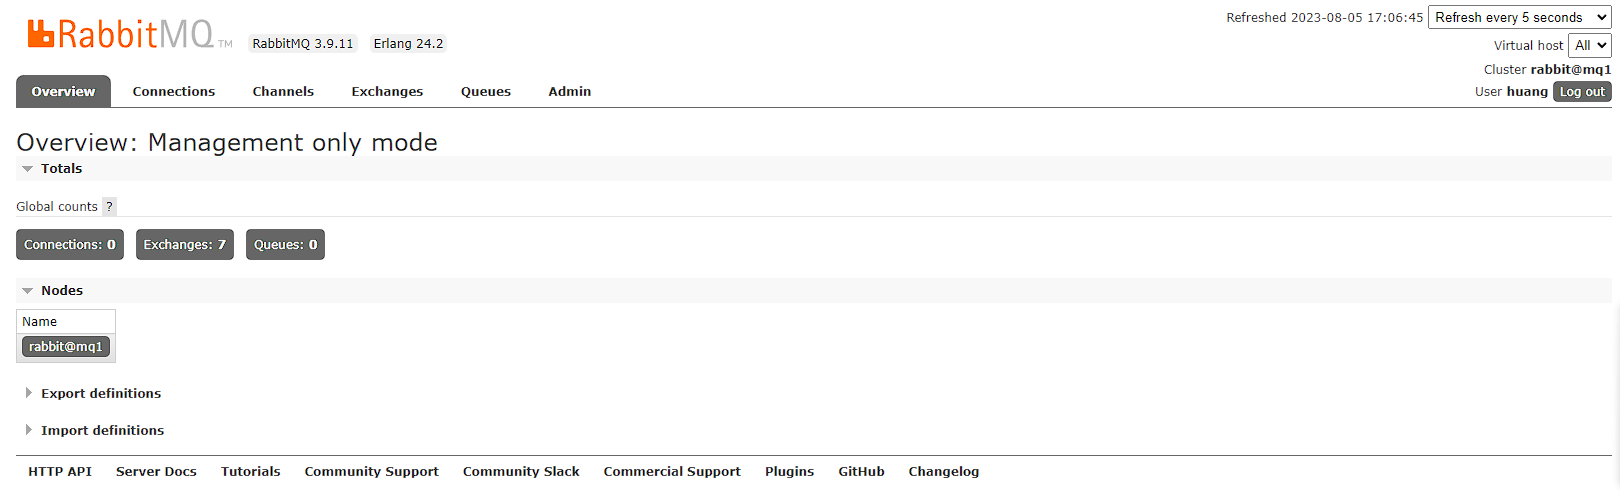 RabbitMQ TM RabbitMQ 3.9.11 Erlang 24.2
Refreshed 2023-08-05 17:06:45 Refresh every 5 seconds
Virtual host All
Cluster rabbit@mq1
User huang Log out
Overview Connections Channels Exchanges Queues Admin
Overview: Management only mode
Totals
Global counts ?
Connections: 0 Exchanges: 7 Queues: 0
Nodes
Name
rabbit@mq1
Export definitions
Import definitions
HTTP API Server Docs Tutorials Community Support Community Slack Commercial Support Plugins GitHub Changelog